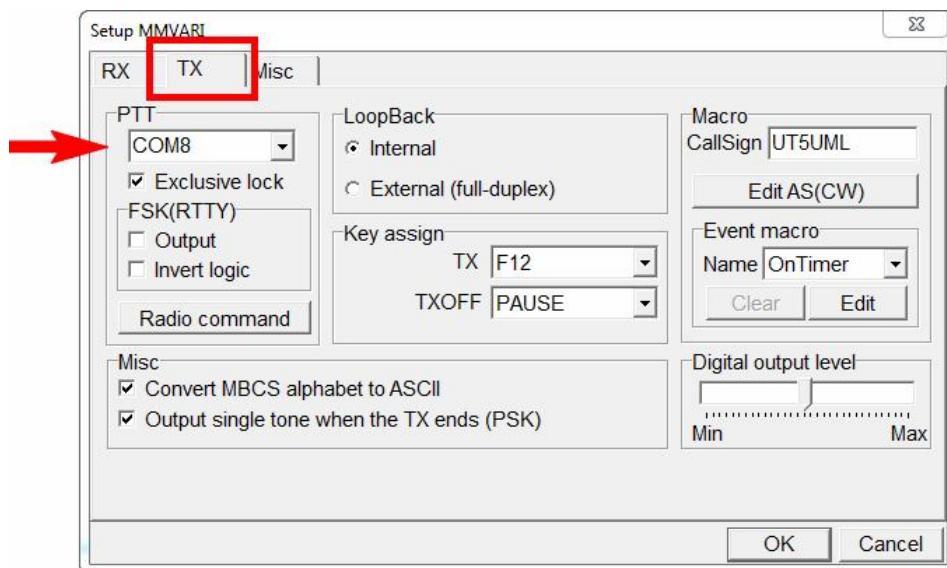 Setup MMVARI
RX TX Misc
PTT
COM8
Exclusive lock
FSK(RTTY)
Output
Invert logic
Radio command
LoopBack
Internal
External (full-duplex)
Key assign
TX F12
TXOFF PAUSE
Macro
CallSign UT5UML
Edit AS(CW)
Event macro
Name OnTimer
Clear Edit
Misc
Convert MBCS alphabet to ASCII
Output single tone when the TX ends (PSK)
Digital output level
Min Max
OK Cancel